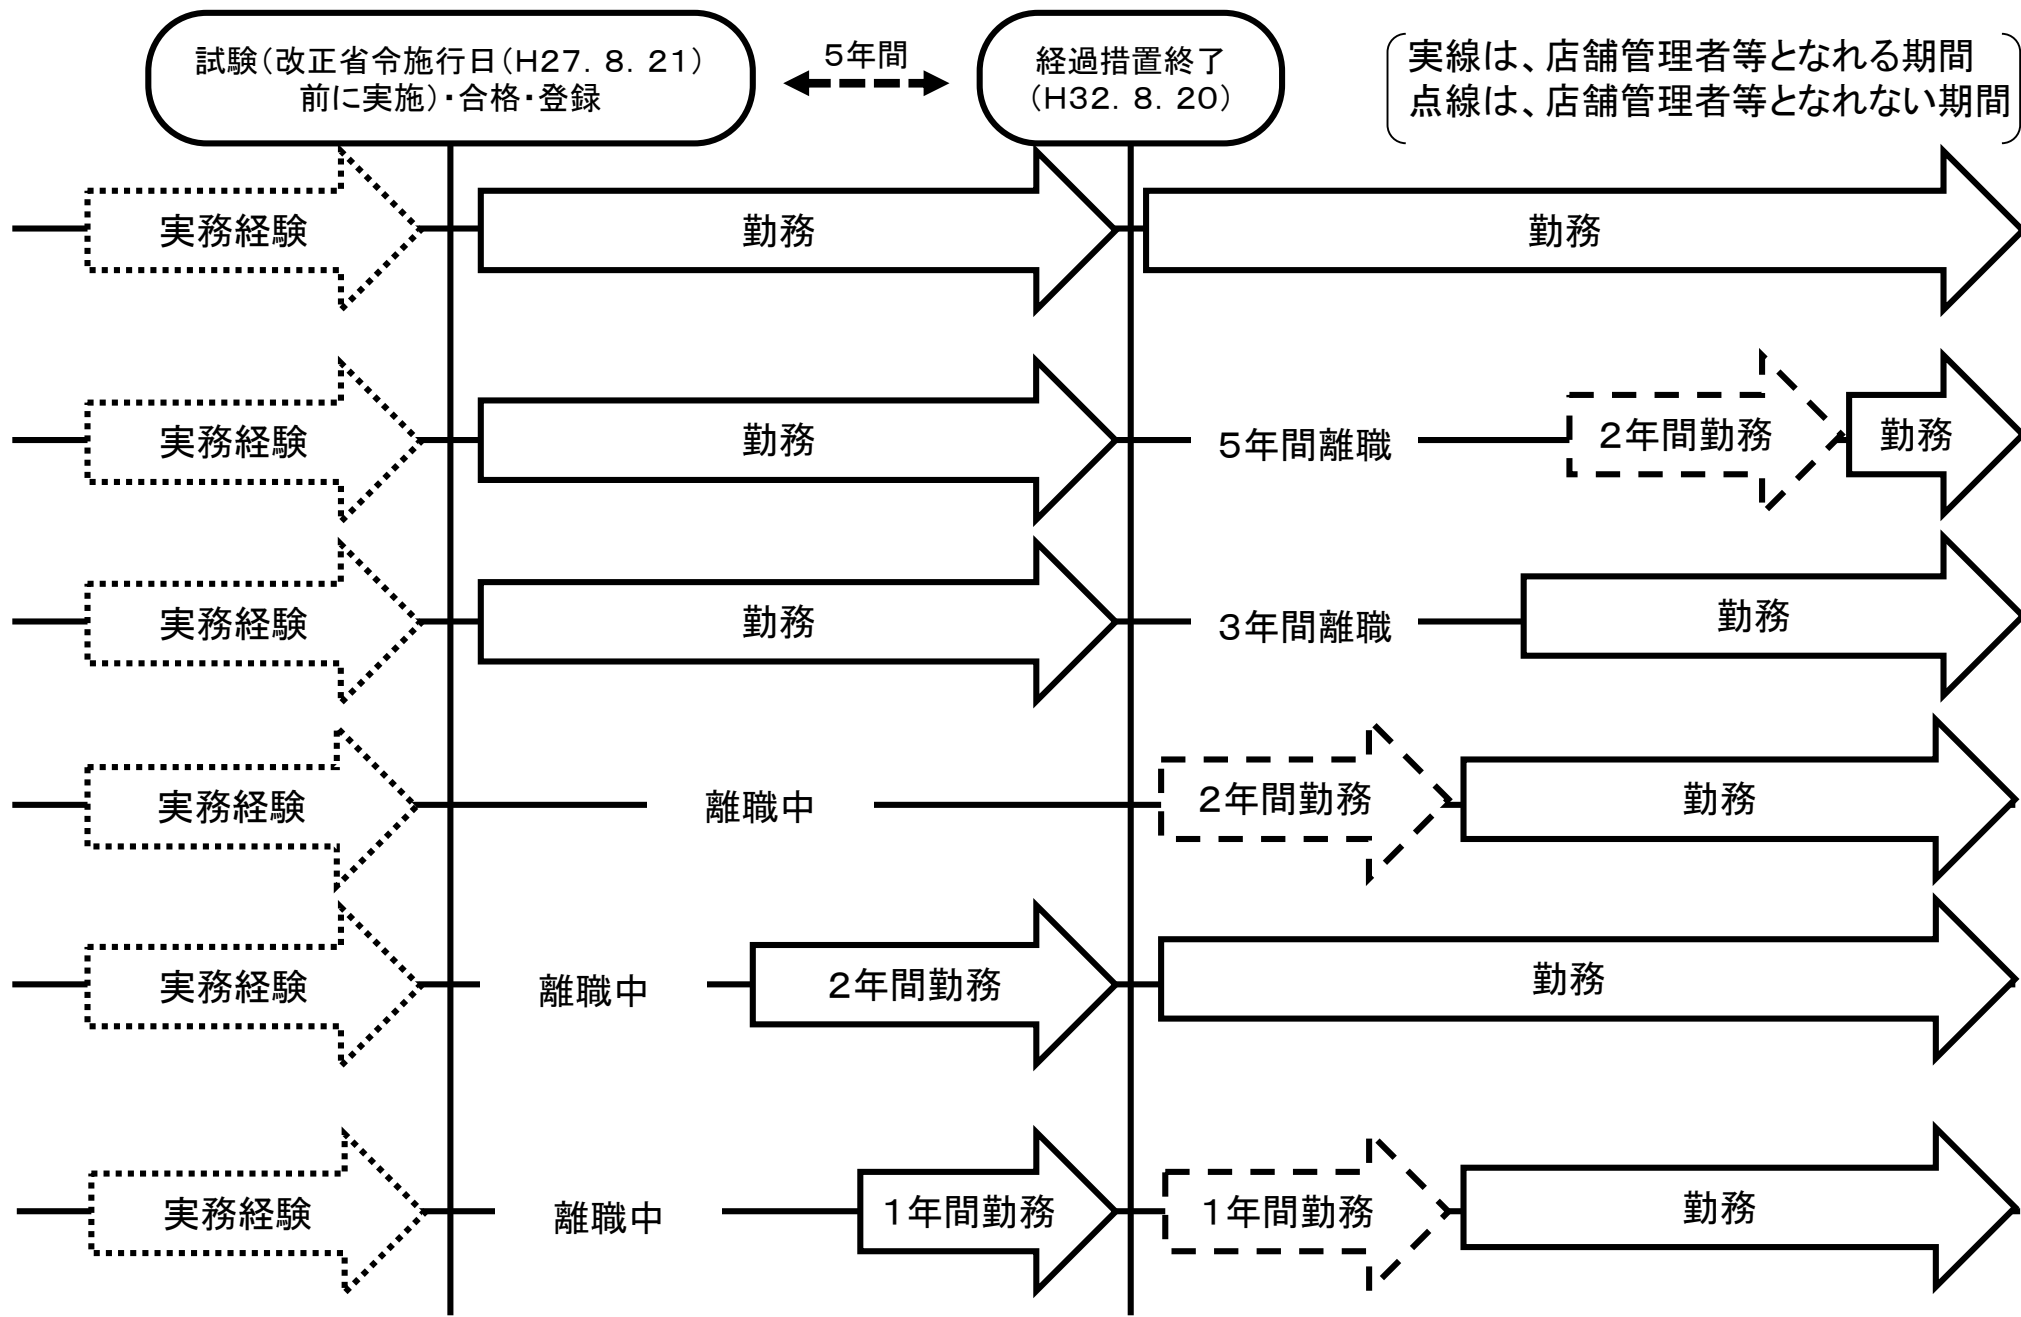 試験（改正省令施行日（H27．8．21）
前に実施）・合格・登録
5年間
経過措置終了
（H32．8．20）
実線は、店舗管理者等となれる期間
点線は、店舗管理者等となれない期間
実務経験
勤務
勤務
実務経験
勤務
5年間離職
2年間勤務
勤務
実務経験
勤務
3年間離職
勤務
実務経験
離職中
2年間勤務
勤務
実務経験
離職中
2年間勤務
勤務
実務経験
離職中
1年間勤務
1年間勤務
勤務